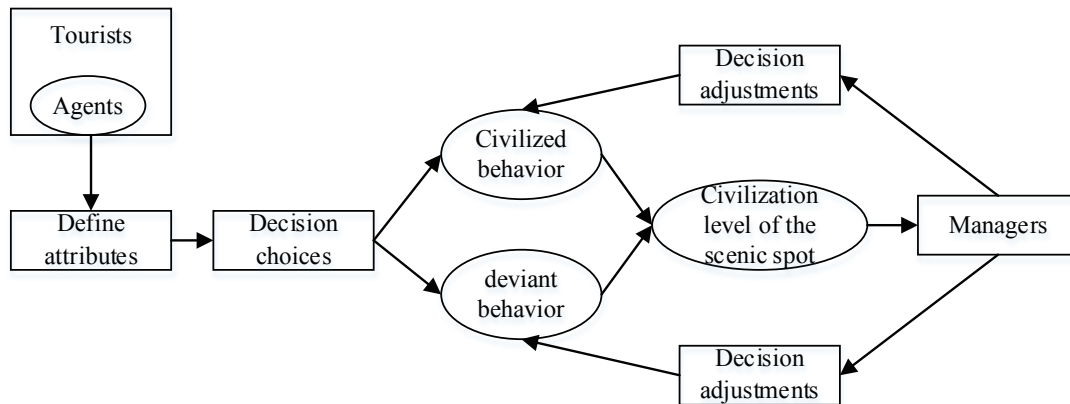 Tourists
Agents
Define
attributes
Decision
choices
Civilized
behavior
deviant
behavior
Civilization
level of the
scenic spot
Decision
adjustments
Managers
Decision
adjustments